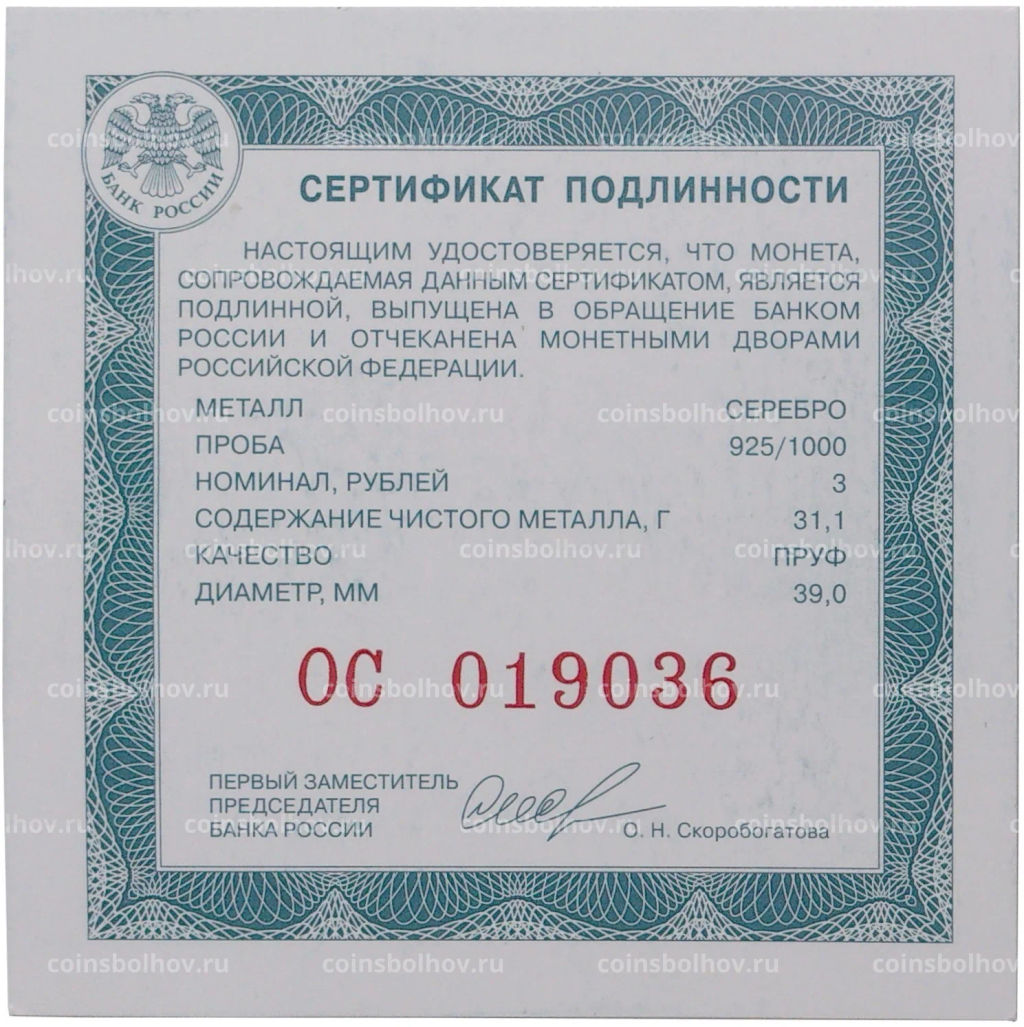 БАНК РОССИИ
СЕРТИФИКАТ ПОДЛИННОСТИ
НАСТОЯЩИМ УДОСТОВЕРЯЕТСЯ, ЧТО МОНЕТА,
СОПРОВОЖДАЕМАЯ ДАННЫМ СЕРТИФИКАТОМ, ЯВЛЯЕТСЯ
ПОДЛИННОЙ, ВЫПУЩЕНА В ОБРАЩЕНИЕ БАНКОМ
РОССИИ И ОТЧЕКАНЕНА МОНЕТНЫМИ ДВОРАМИ
РОССИЙСКОЙ ФЕДЕРАЦИИ.
МЕТАЛЛ СЕРЕБРО
ПРОБА 925/1000
НОМИНАЛ, РУБЛЕЙ 3
СОДЕРЖАНИЕ ЧИСТОГО МЕТАЛЛА, Г 31,1
КАЧЕСТВО ПРУФ
ДИАМЕТР, ММ 39,0
ОС 019036
ПЕРВЫЙ ЗАМЕСТИТЕЛЬ
ПРЕДСЕДАТЕЛЯ
БАНКА РОССИИ О. Н. Скоробогатова
coinsbolhov.ru